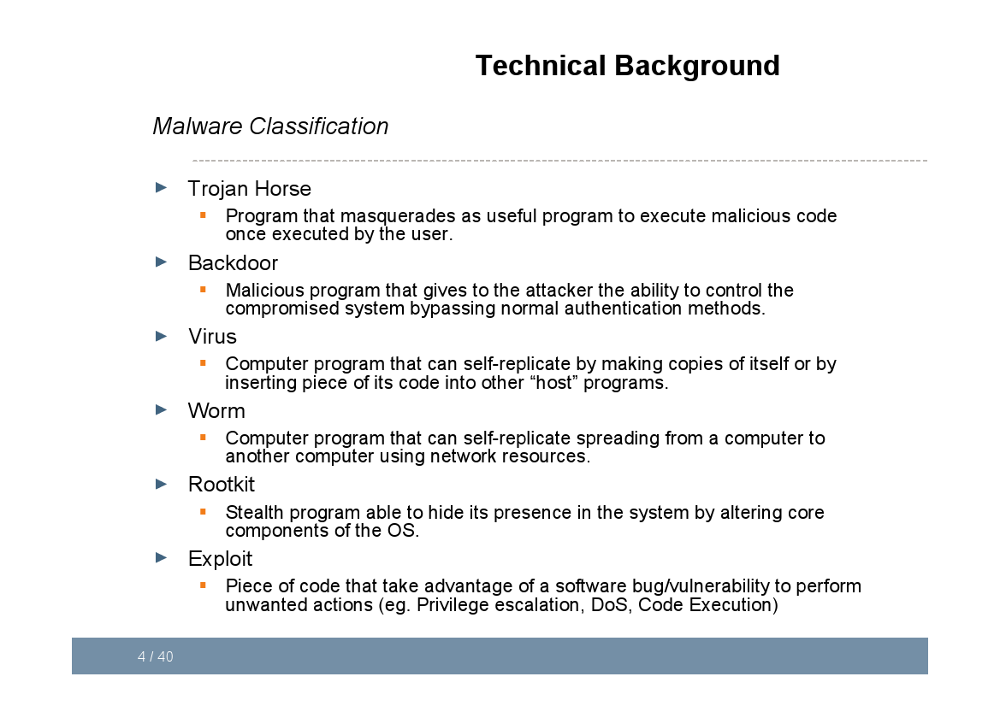 Technical Background
Malware Classification
Trojan Horse
Program that masquerades as useful program to execute malicious code
once executed by the user.
Backdoor
Malicious program that gives to the attacker the ability to control the
compromised system bypassing normal authentication methods.
Virus
Computer program that can self-replicate by making copies of itself or by
inserting piece of its code into other “host” programs.
Worm
Computer program that can self-replicate spreading from a computer to
another computer using network resources.
Rootkit
Stealth program able to hide its presence in the system by altering core
components of the OS.
Exploit
Piece of code that take advantage of a software bug/vulnerability to perform
unwanted actions (eg. Privilege escalation, DoS, Code Execution)
4 / 40